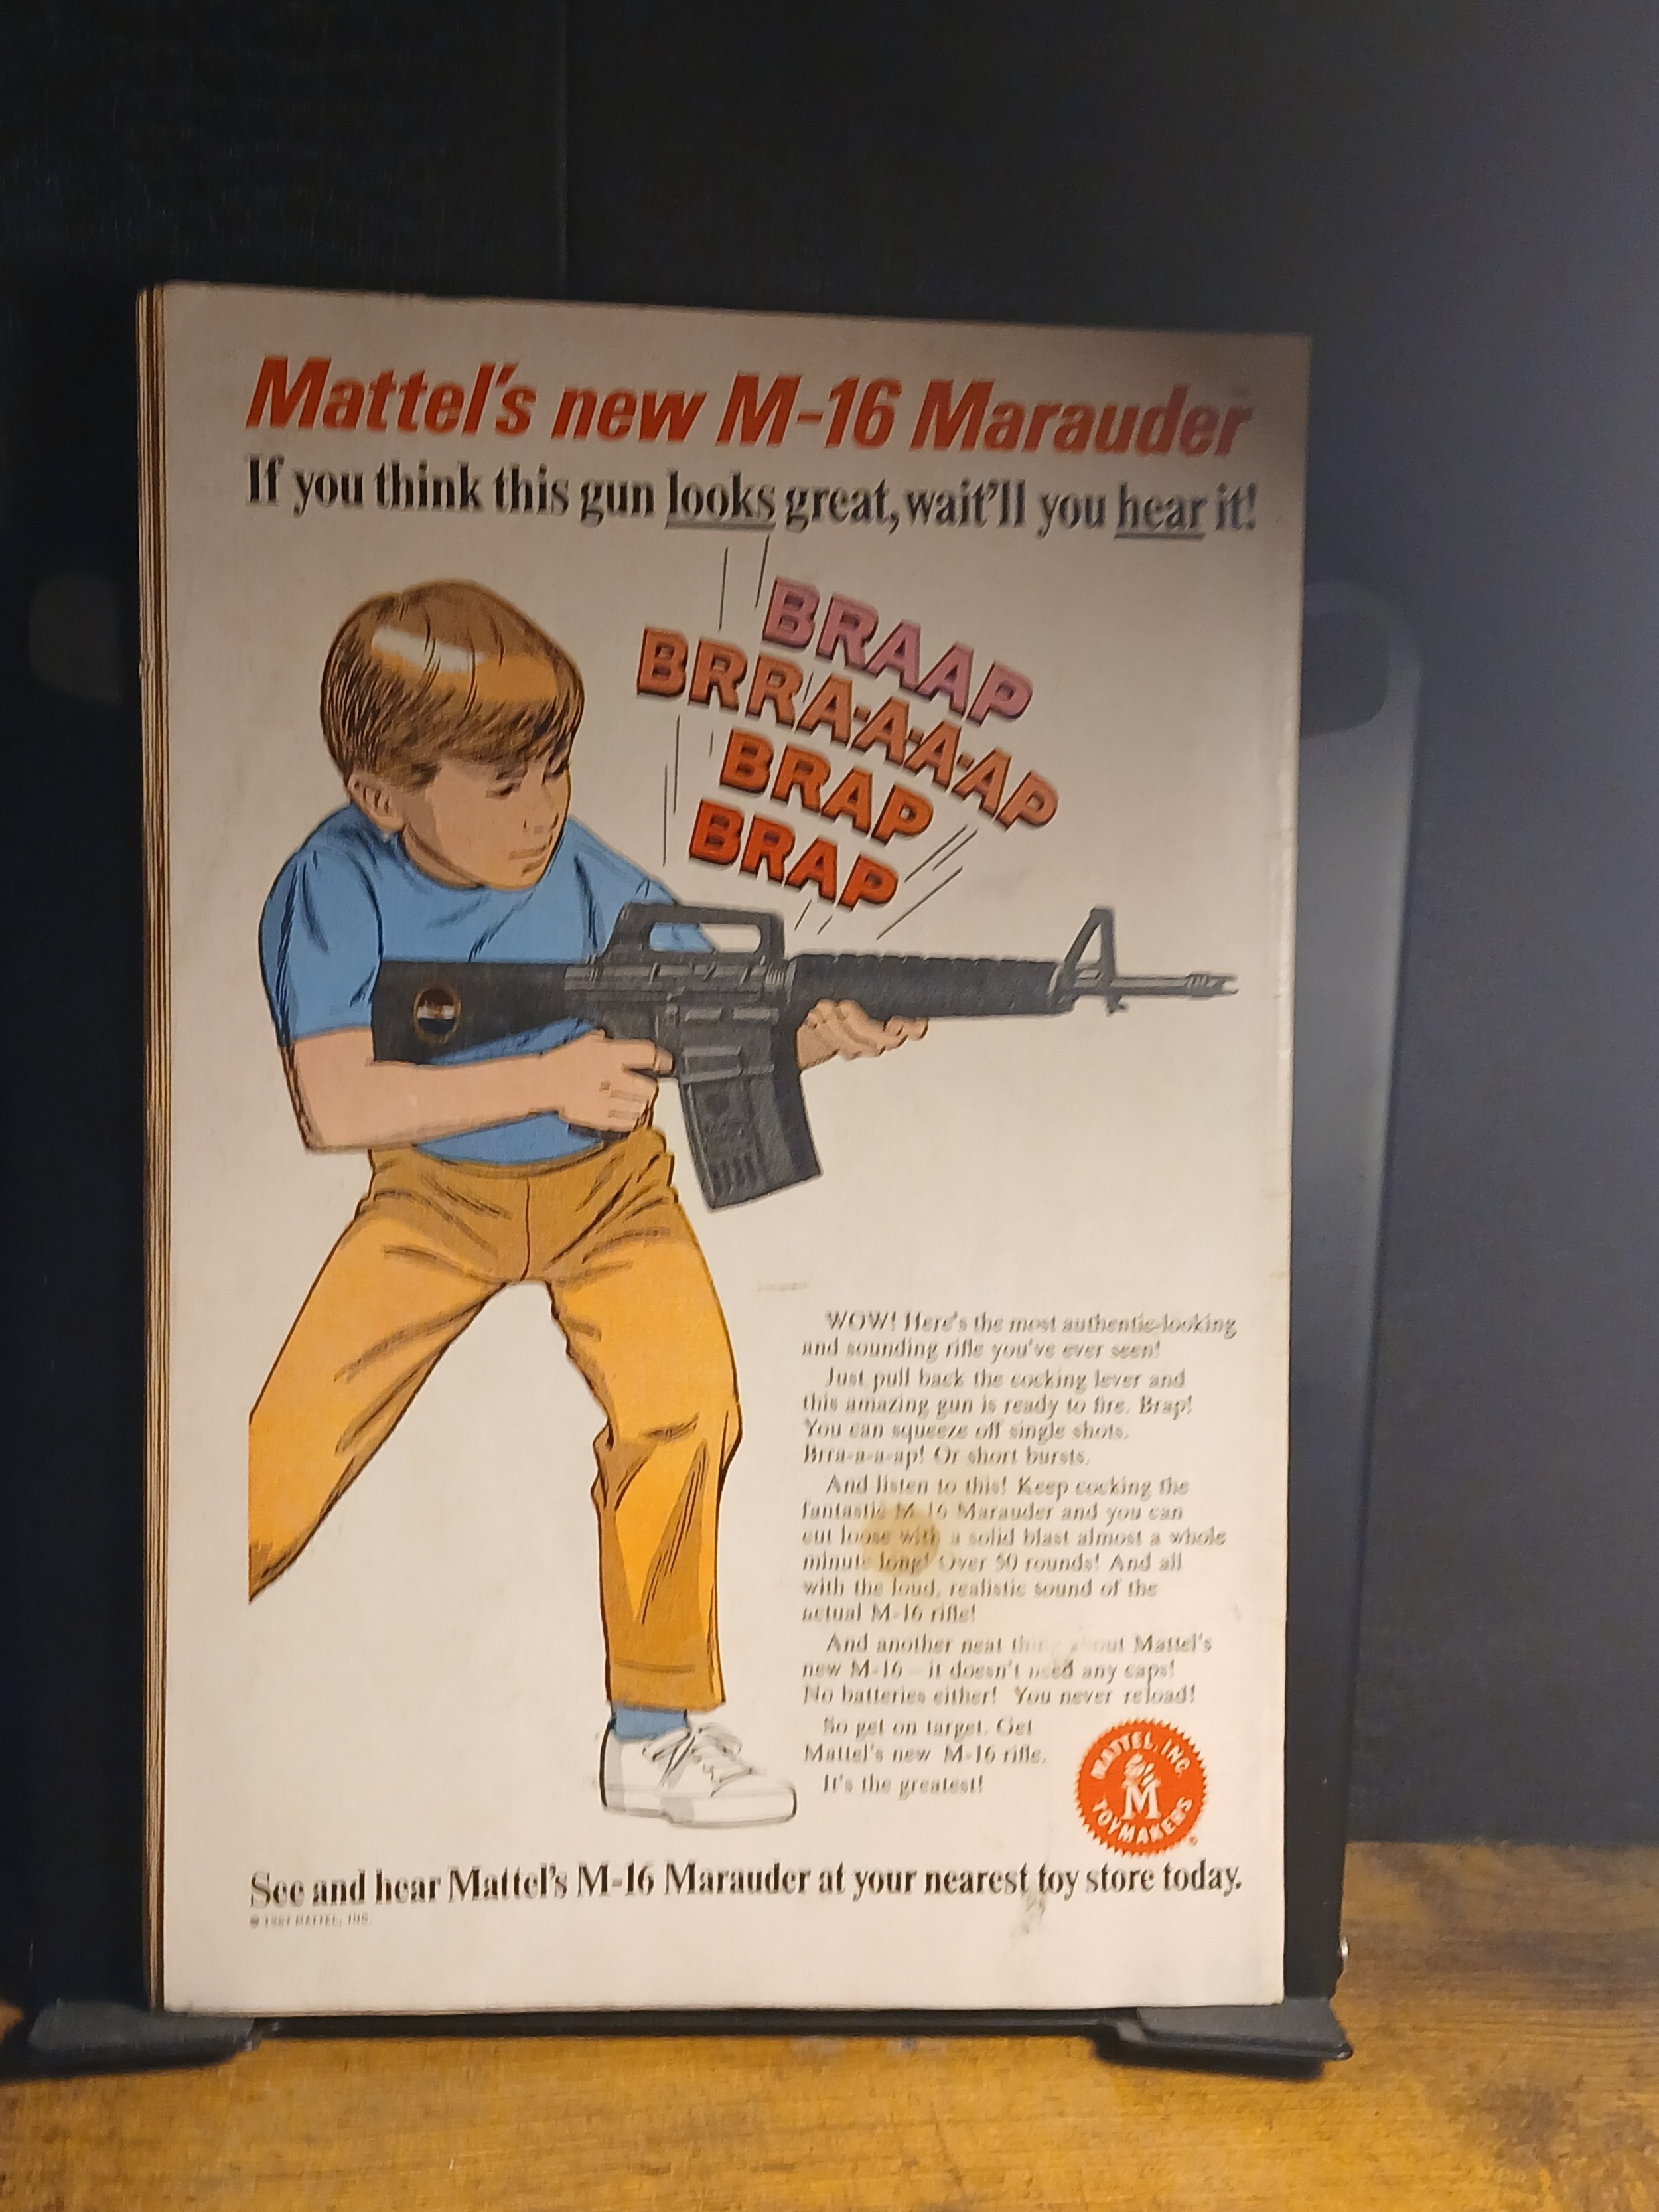 Mattel's new M-16 Marauder
If you think this gun looks great, wait'll you hear it!
BRAAP
BRRA-A-A-AP
BRAP
BRAP
WOW! Here's the most authentic-looking
and sounding rifle you've ever seen!
Just pull back the cocking lever and
this amazing gun is ready to fire. Brap!
You can squeeze off single shots.
Brra-a-a-ap! Or short bursts.
And listen to this! Keep cocking the
fantastic M-16 Marauder and you can
cut loose with a solid blast almost a whole
minute long! Over 50 rounds! And all
with the loud, realistic sound of the
actual M-16 rifle!
And another neat thing about Mattel's
new M-16 – it doesn't need any caps!
No batteries either! You never reload!
So get on target. Get
Mattel's new M-16 rifle.
It's the greatest!
MATTEL, INC.
M
TOYMAKERS
See and hear Mattel's M-16 Marauder at your nearest toy store today.
© 1967 MATTEL, INC.